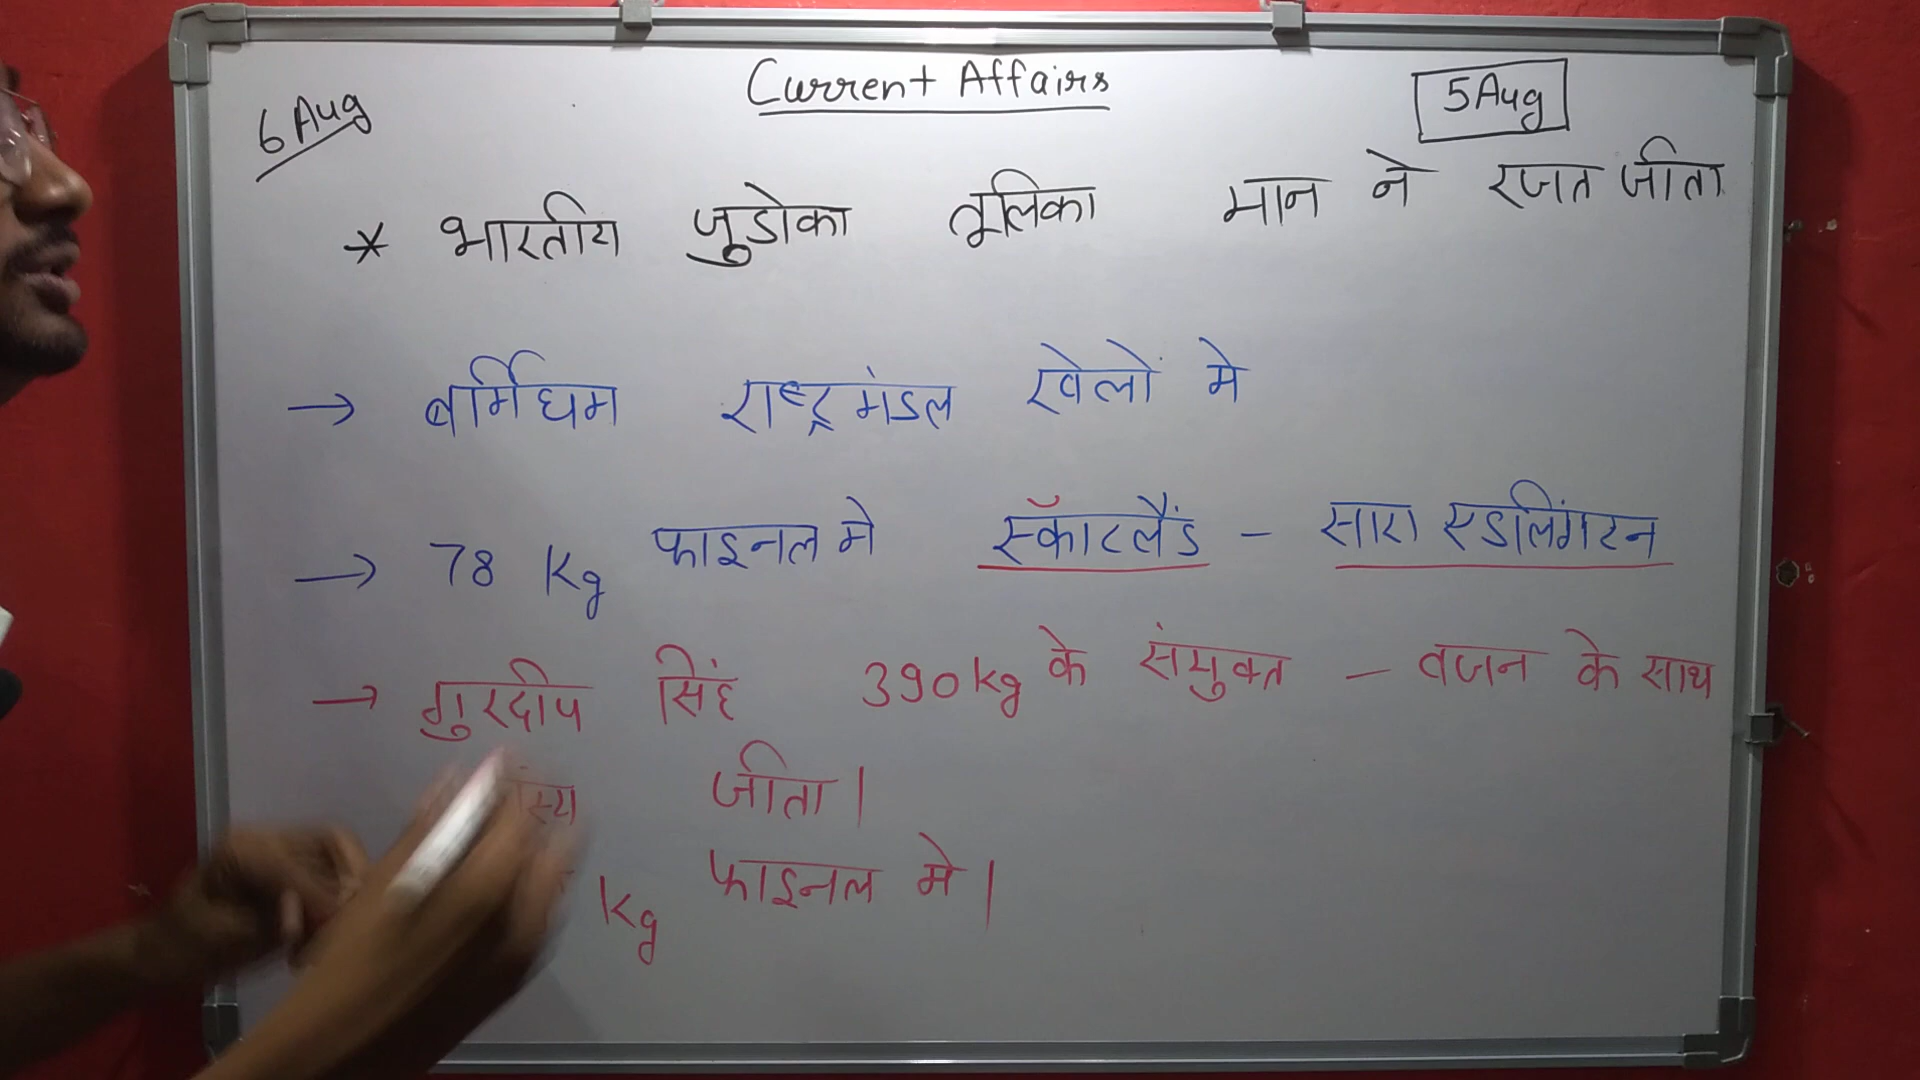 Current Affairs
6 Aug
5 Aug
* भारतीय जुडोका तूलिका मान ने रजत जीता
→ बर्मिंघम राष्ट्रमंडल खेलों मे
→ 78 Kg फाइनल मे स्कॉटलैंड - सारा एडलिंगटन
→ गुरदीप सिंह 390 kg के संयुक्त - वजन के साथ
जीता।
Kg फाइनल मे।